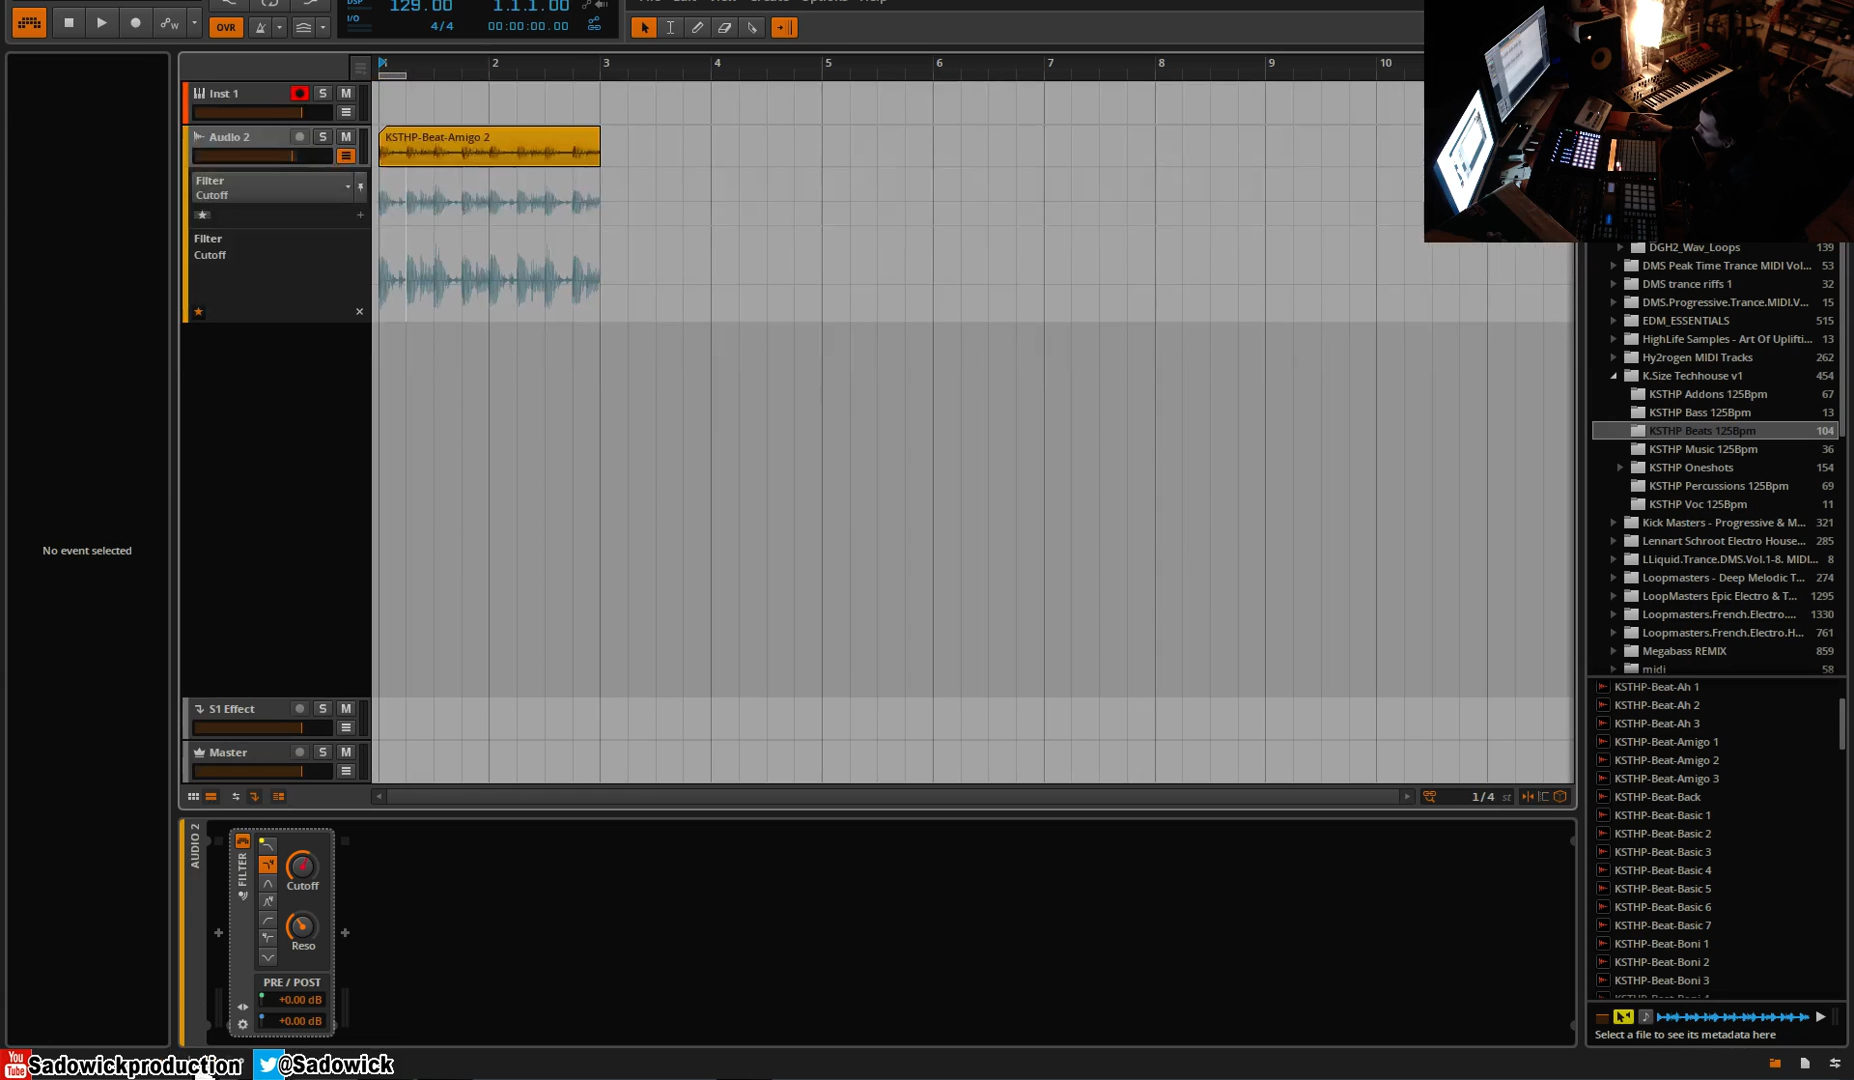 DSP
129.00
1.1.1.00
I/O
4/4
00:00:00.00
OVR
2
3
4
5
6
7
8
9
10
Inst 1
S
M
Audio 2
S
M
KSTHP-Beat-Amigo 2
Filter
Cutoff
Filter
Cutoff
No event selected
S1 Effect
S
M
Master
S
M
1/4
st
DGH2_Wav_Loops 139
DMS Peak Time Trance MIDI Vol... 53
DMS trance riffs 1 32
DMS.Progressive.Trance.MIDI.V... 15
EDM_ESSENTIALS 515
HighLife Samples - Art Of Uplifti... 13
Hy2rogen MIDI Tracks 262
K.Size Techhouse v1 454
KSTHP Addons 125Bpm 67
KSTHP Bass 125Bpm 13
KSTHP Beats 125Bpm 104
KSTHP Music 125Bpm 36
KSTHP Oneshots 154
KSTHP Percussions 125Bpm 69
KSTHP Voc 125Bpm 11
Kick Masters - Progressive & M... 321
Lennart Schroot Electro House... 285
LLiquid.Trance.DMS.Vol.1-8. MIDI... 8
Loopmasters - Deep Melodic T... 274
LoopMasters Epic Electro & T... 1295
Loopmasters.French.Electro.... 1330
Loopmasters.French.Electro.H... 761
Megabass REMIX 859
midi 58
KSTHP-Beat-Ah 1
KSTHP-Beat-Ah 2
KSTHP-Beat-Ah 3
KSTHP-Beat-Amigo 1
KSTHP-Beat-Amigo 2
KSTHP-Beat-Amigo 3
KSTHP-Beat-Back
KSTHP-Beat-Basic 1
KSTHP-Beat-Basic 2
KSTHP-Beat-Basic 3
KSTHP-Beat-Basic 4
KSTHP-Beat-Basic 5
KSTHP-Beat-Basic 6
KSTHP-Beat-Basic 7
KSTHP-Beat-Boni 1
KSTHP-Beat-Boni 2
KSTHP-Beat-Boni 3
Select a file to see its metadata here
AUDIO 2
FILTER
Cutoff
Reso
PRE / POST
+0.00 dB
+0.00 dB
You
Tube
Sadowickproduction
@Sadowick